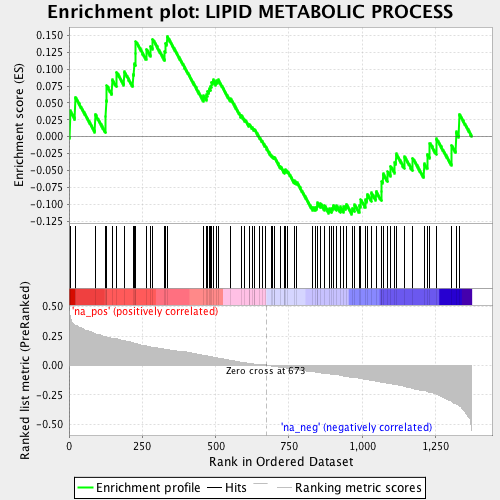 Enrichment plot: LIPID METABOLIC PROCESS
Enrichment score (ES)
0.150
0.125
0.100
0.075
0.050
0.025
0.000
-0.025
-0.050
-0.075
-0.100
-0.125
'na_pos' (positively correlated)
Ranked list metric (PreRanked)
0.50
0.25
0.00
-0.25
-0.50
Zero cross at 673
'na_neg' (negatively correlated)
0
250
500
750
1,000
1,250
Rank in Ordered Dataset
Enrichment profile
Hits
Ranking metric scores